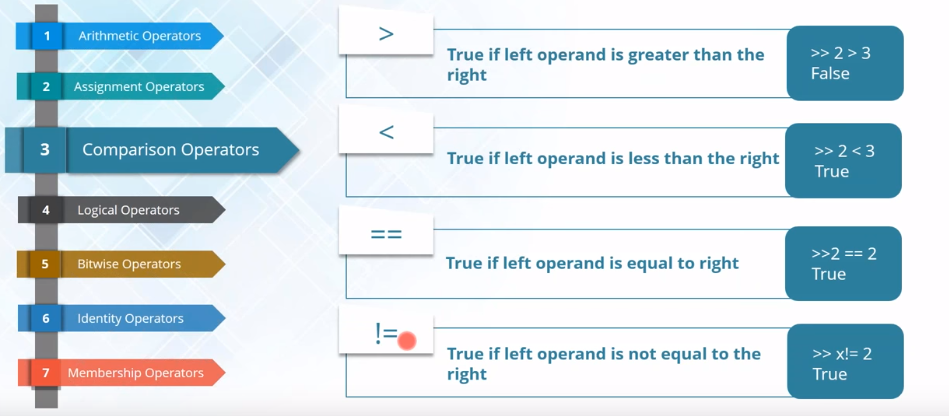 1 Arithmetic Operators
2 Assignment Operators
3 Comparison Operators
4 Logical Operators
5 Bitwise Operators
6 Identity Operators
7 Membership Operators
>
True if left operand is greater than the
right
>> 2 > 3
False
<
True if left operand is less than the right
>> 2 < 3
True
==
True if left operand is equal to right
>>2 == 2
True
!=
True if left operand is not equal to the
right
>> x!= 2
True